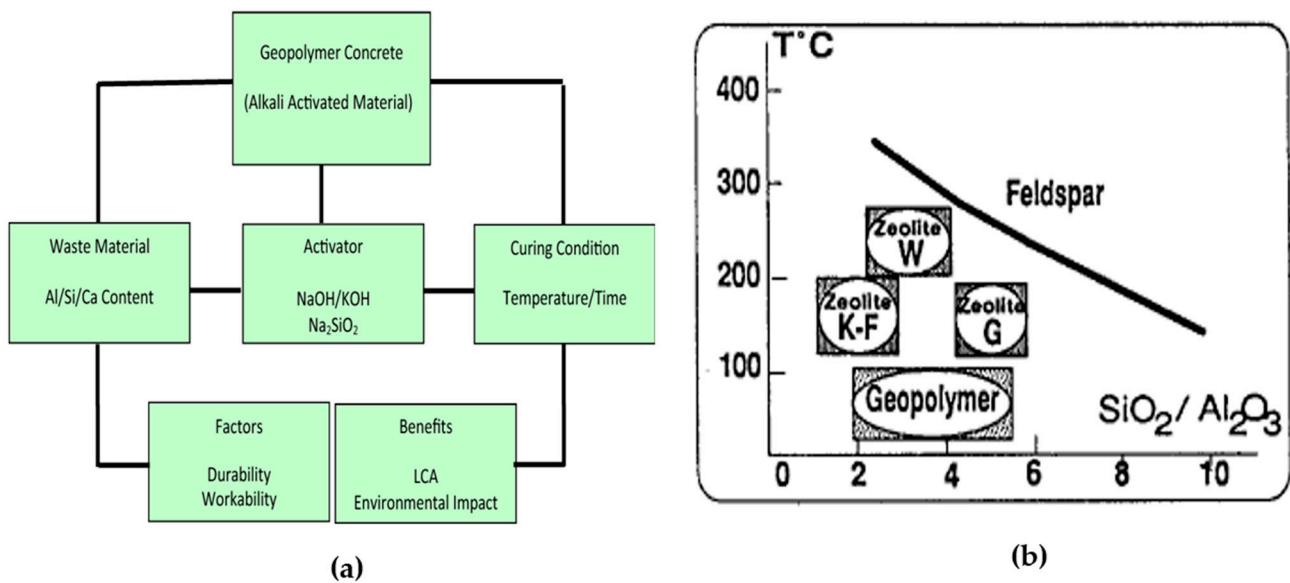 Geopolymer Concrete
(Alkali Activated Material)
Waste Material
Al/Si/Ca Content
Activator
NaOH/KOH
Na₂SiO₂
Curing Condition
Temperature/Time
Factors
Durability
Workability
Benefits
LCA
Environmental Impact
(a)
T°C
400
300
200
100
Feldspar
Zeolite
W
Zeolite
K-F
Zeolite
G
Geopolymer
SiO₂/ Al₂O₃
0 2 4 6 8 10
(b)